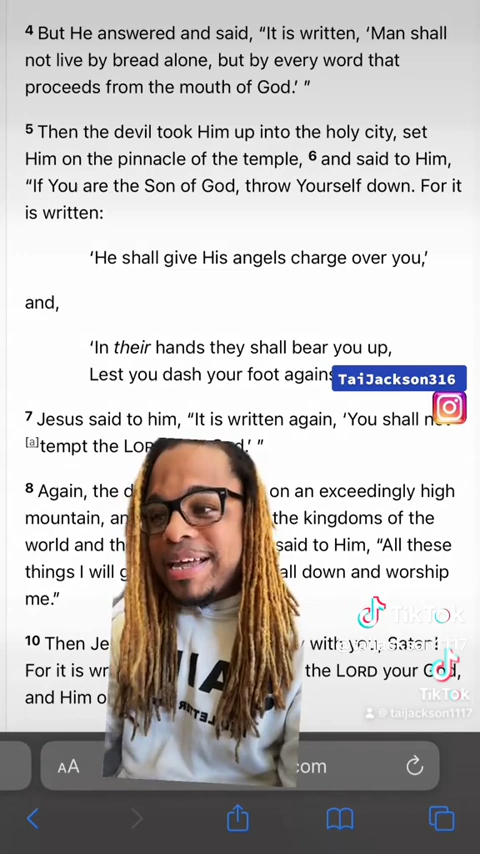 4 But He answered and said, “It is written, ‘Man shall
not live by bread alone, but by every word that
proceeds from the mouth of God.’ ”
5 Then the devil took Him up into the holy city, set
Him on the pinnacle of the temple, 6 and said to Him,
“If You are the Son of God, throw Yourself down. For it
is written:
‘He shall give His angels charge over you,’
and,
‘In their hands they shall bear you up,
Lest you dash your foot agains
TaiJackson316
7 Jesus said to him, “It is written again, ‘You shall not
[a]tempt the LOR d.’ ”
8 Again, the d on an exceedingly high
mountain, an the kingdoms of the
world and th said to Him, “All these
things I will g all down and worship
me.”
TikTok
10 Then Je with you, Satan!
For it is wr the LORD your God,
and Him o
TikTok
@taijackson1117
AA com